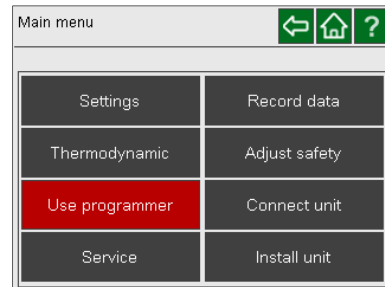 Main menu
?
Settings
Record data
Thermodynamic
Adjust safety
Use programmer
Connect unit
Service
Install unit